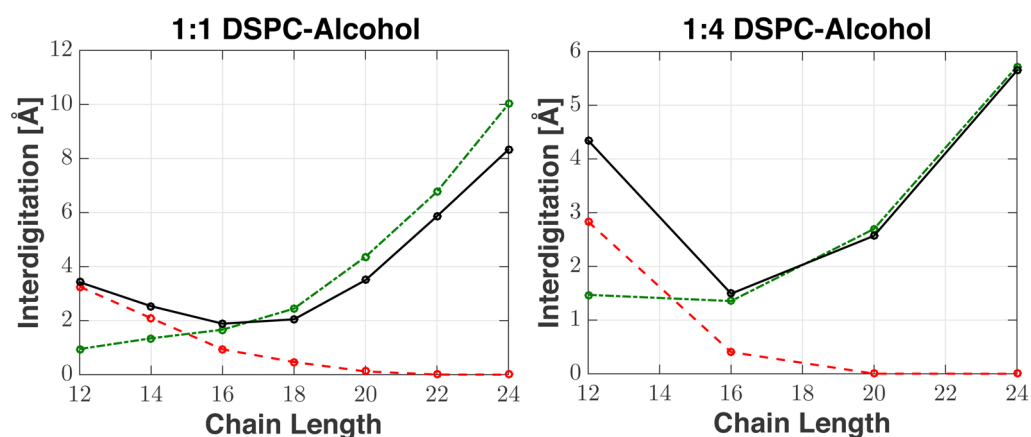 1:1 DSPC-Alcohol
Interdigitation [Å]
12
10
8
6
4
2
0
12 14 16 18 20 22 24
Chain Length
1:4 DSPC-Alcohol
Interdigitation [Å]
6
5
4
3
2
1
0
12 14 16 18 20 22 24
Chain Length